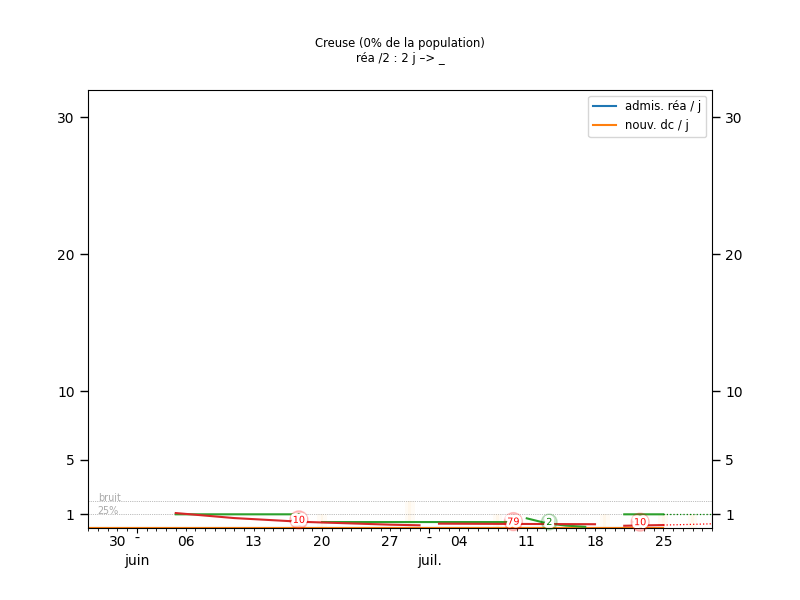 Creuse (0% de la population)
réa /2 : 2 j –> _
admis. réa / j
nouv. dc / j
30 30
20 20
10 10
5 5
bruit
25%
1 1
10 79 2 10
30 - 06 13 20 27 - 04 11 18 25
juin juil.